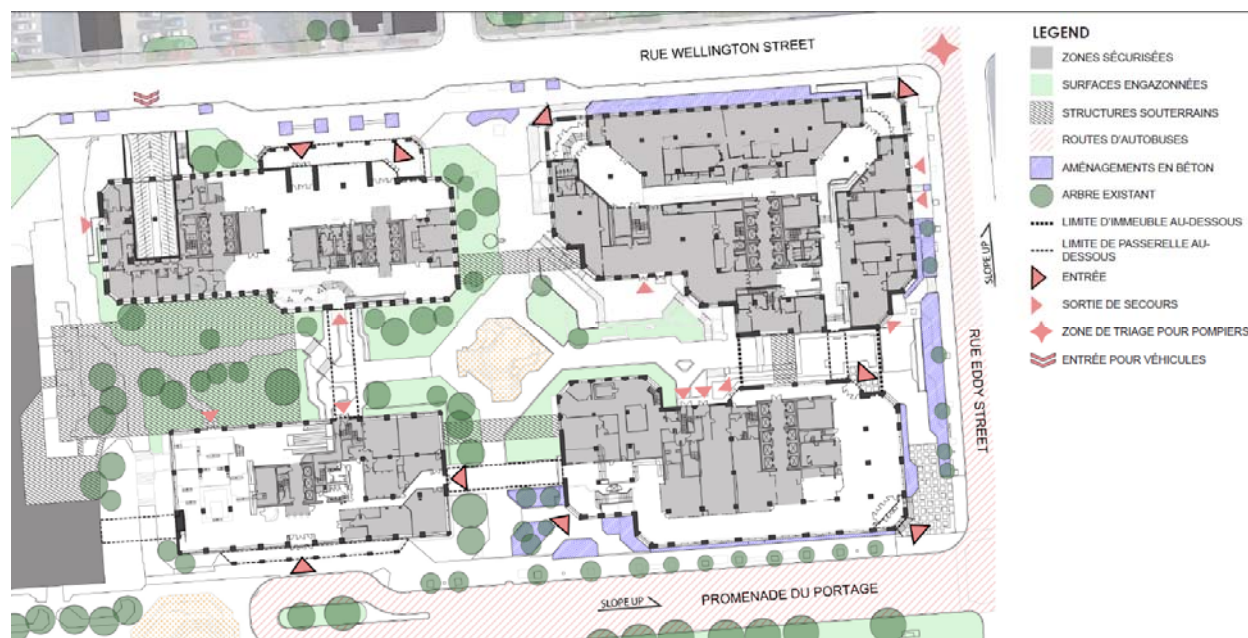 RUE WELLINGTON STREET
SLOPE UP
RUE EDDY STREET
SLOPE UP
PROMENADE DU PORTAGE
LEGEND
ZONES SÉCURISÉES
SURFACES ENGAZONNÉES
STRUCTURES SOUTERRAINS
ROUTES D'AUTOBUSES
AMÉNAGEMENTS EN BÉTON
ARBRE EXISTANT
LIMITE D'IMMEUBLE AU-DESSOUS
LIMITE DE PASSERELLE AU-
DESSOUS
ENTRÉE
SORTIE DE SECOURS
ZONE DE TRIAGE POUR POMPIERS
ENTRÉE POUR VÉHICULES